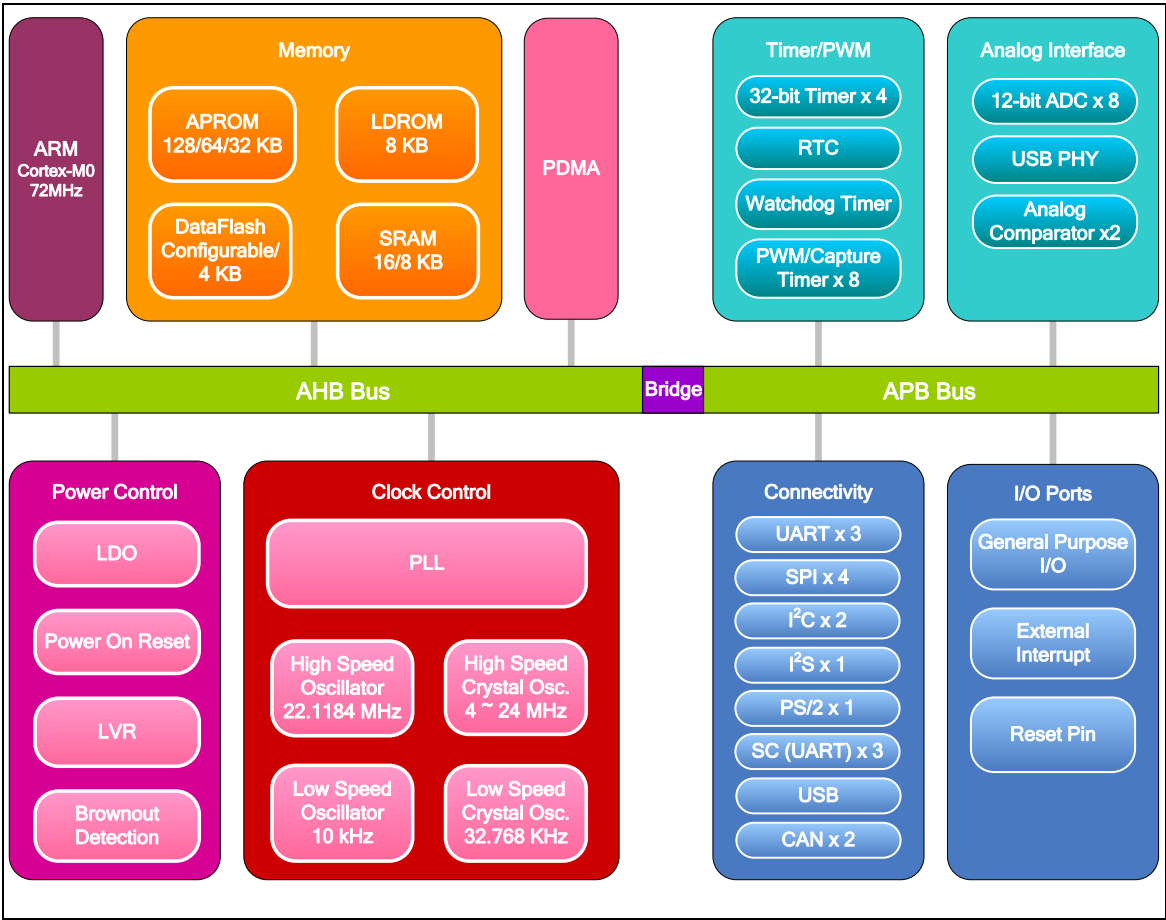 ARM
Cortex-M0
72MHz
Memory
APROM
128/64/32 KB
LDROM
8 KB
DataFlash
Configurable/
4 KB
SRAM
16/8 KB
PDMA
Timer/PWM
32-bit Timer x 4
RTC
Watchdog Timer
PWM/Capture
Timer x 8
Analog Interface
12-bit ADC x 8
USB PHY
Analog
Comparator x2
AHB Bus
Bridge
APB Bus
Power Control
LDO
Power On Reset
LVR
Brownout
Detection
Clock Control
PLL
High Speed
Oscillator
22.1184 MHz
High Speed
Crystal Osc.
4 ~ 24 MHz
Low Speed
Oscillator
10 kHz
Low Speed
Crystal Osc.
32.768 KHz
Connectivity
UART x 3
SPI x 4
I²C x 2
I²S x 1
PS/2 x 1
SC (UART) x 3
USB
CAN x 2
I/O Ports
General Purpose
I/O
External
Interrupt
Reset Pin